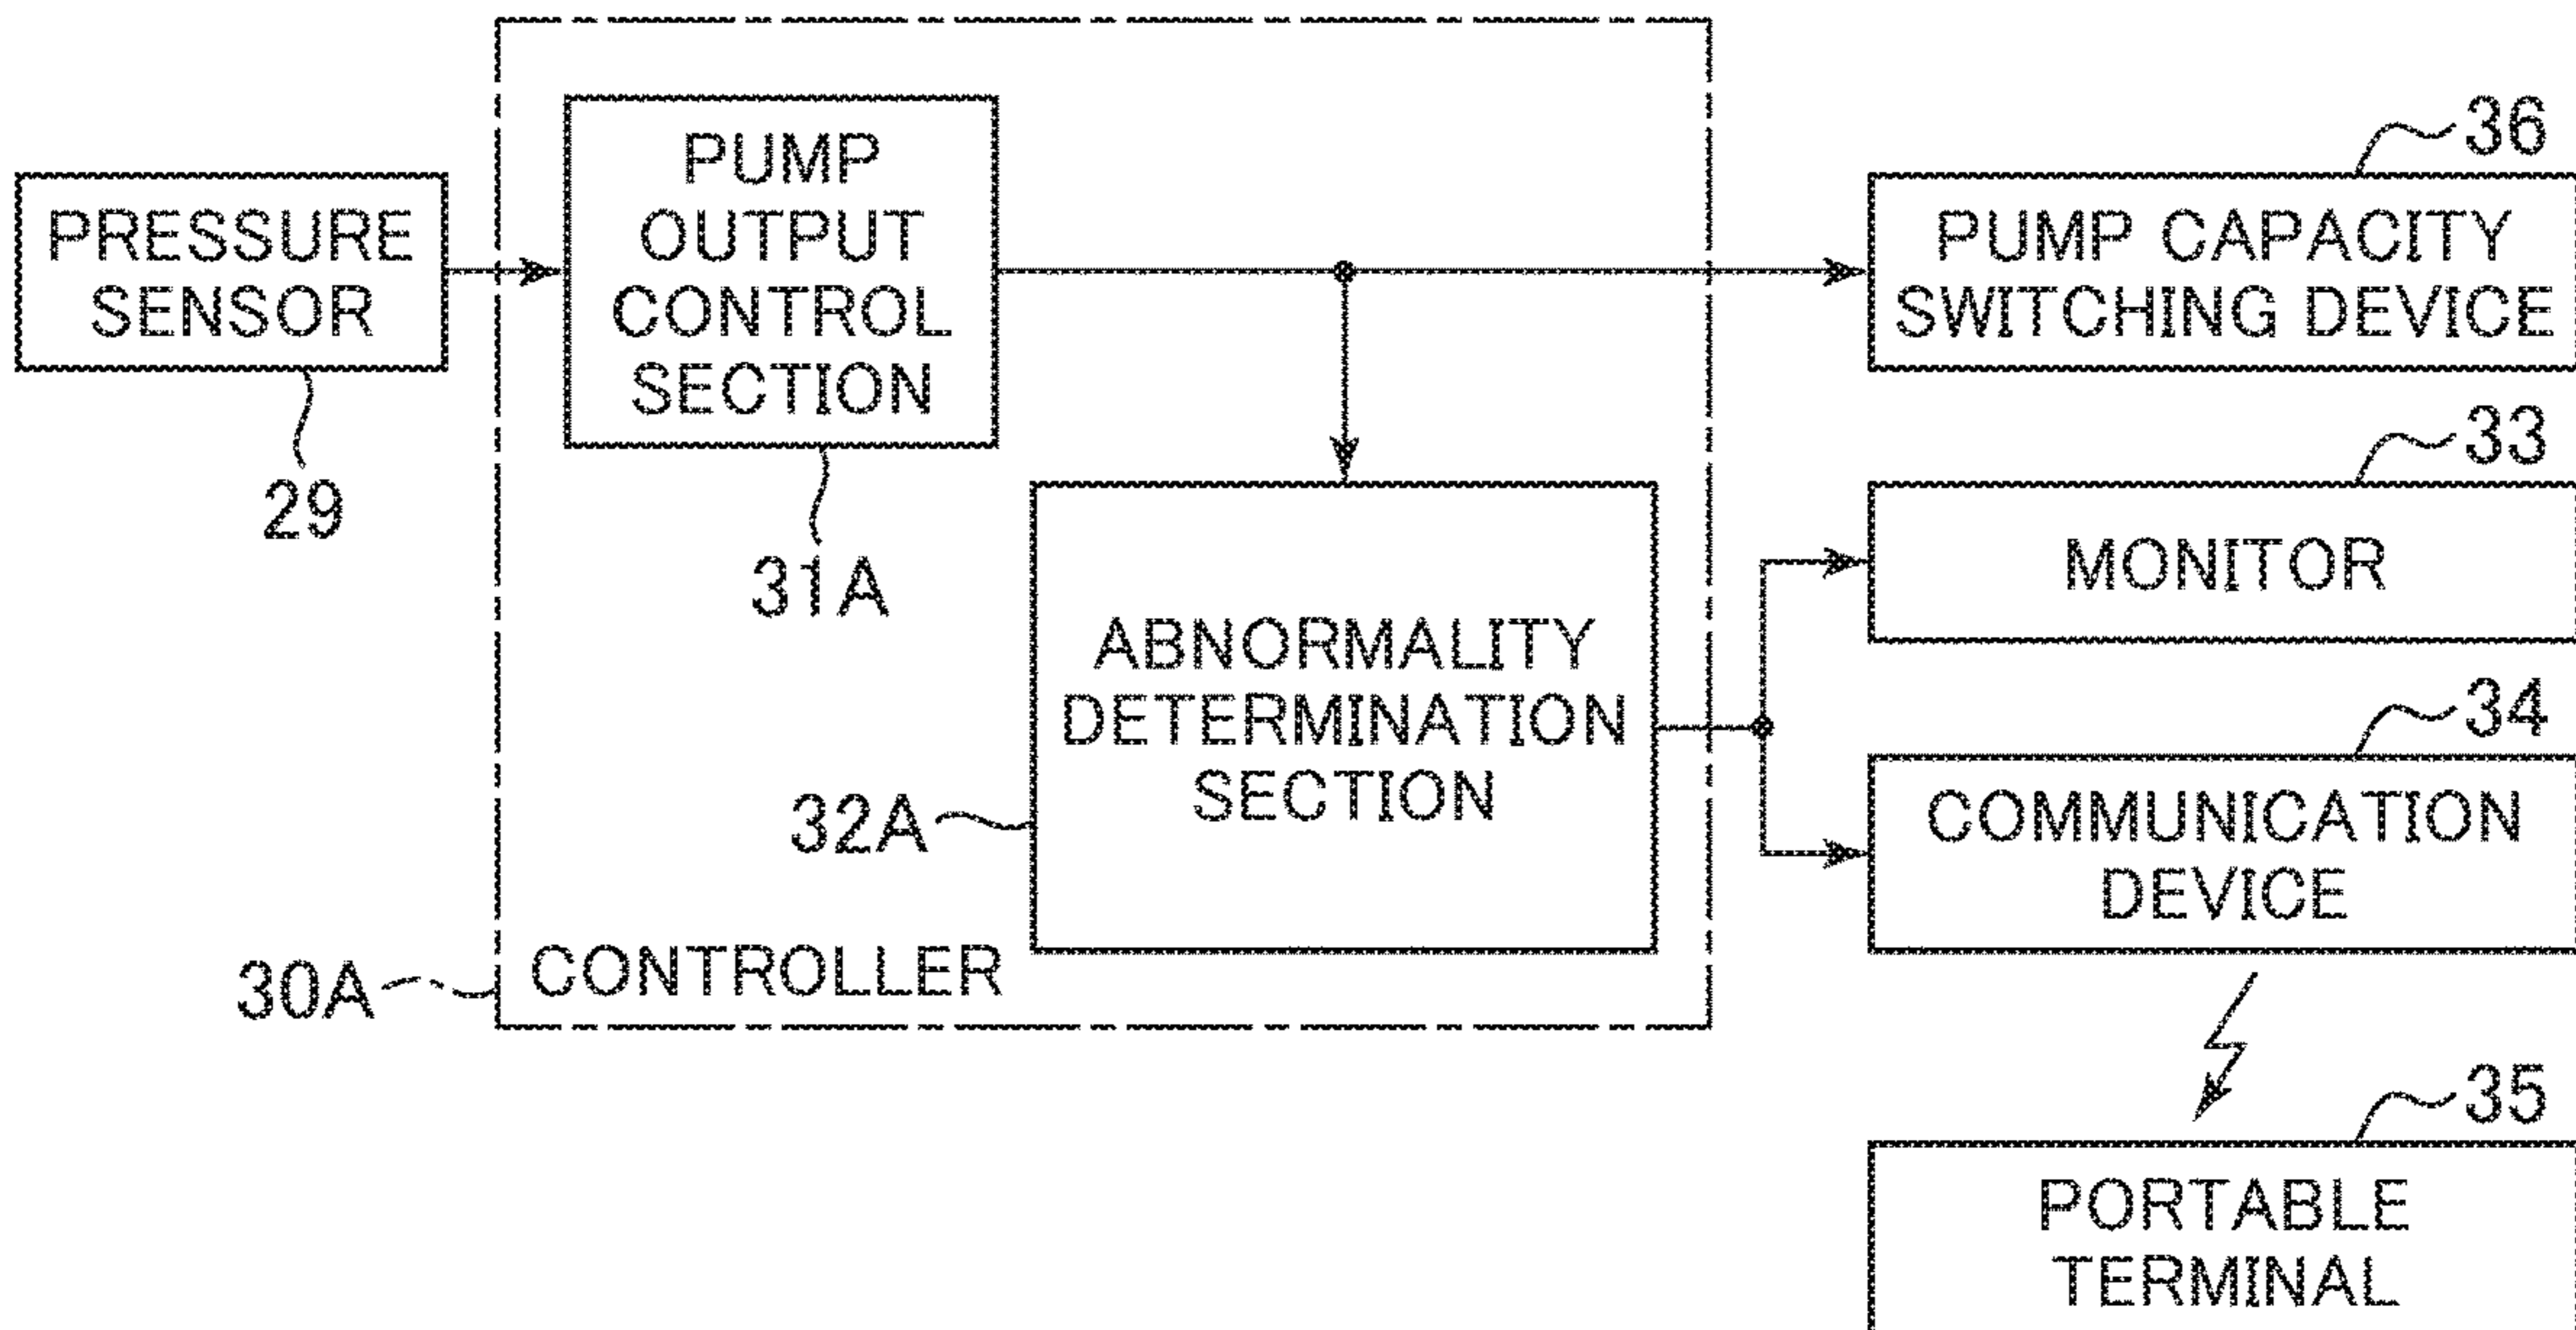 PRESSURE
SENSOR
29
PUMP
OUTPUT
CONTROL
SECTION
31A
ABNORMALITY
DETERMINATION
SECTION
32A
CONTROLLER
30A
36
PUMP CAPACITY
SWITCHING DEVICE
33
MONITOR
34
COMMUNICATION
DEVICE
35
PORTABLE
TERMINAL